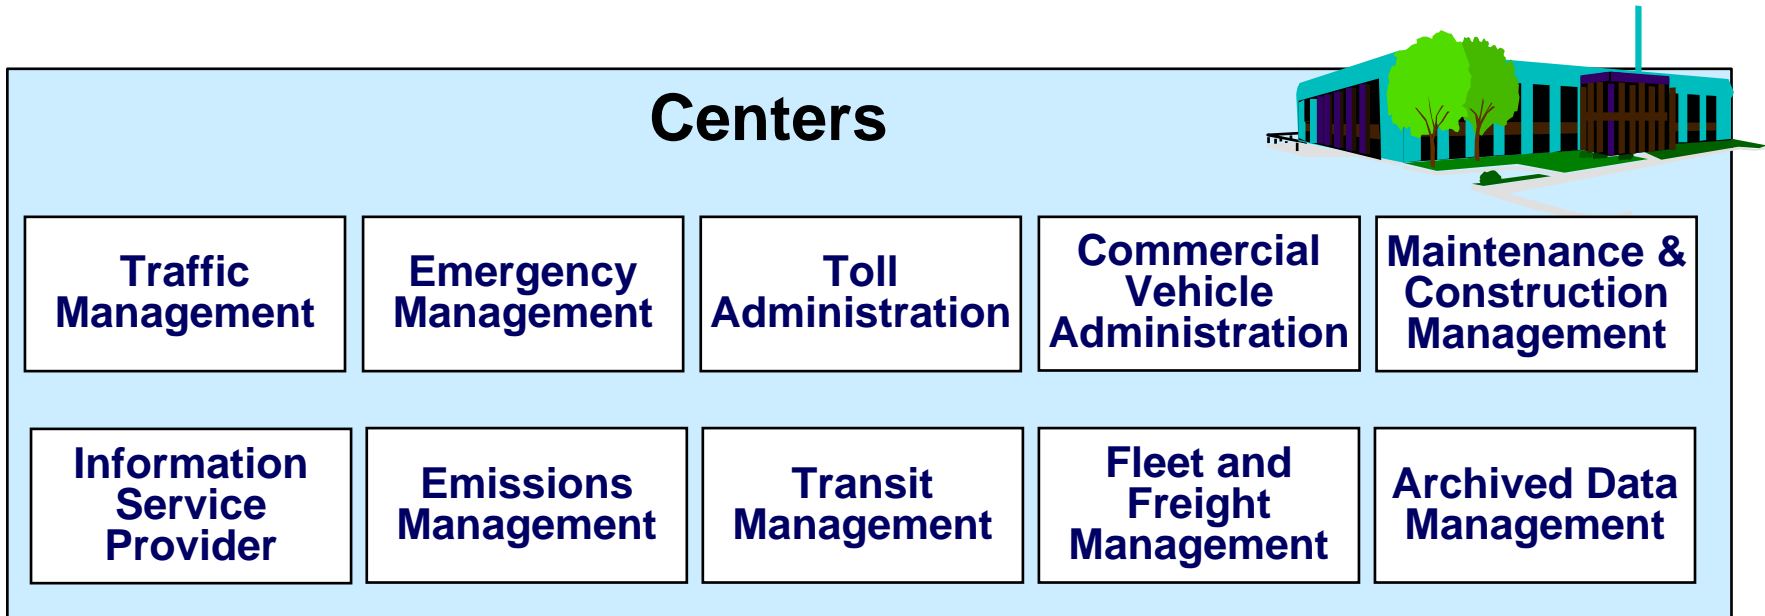 Centers
Traffic
Management
Emergency
Management
Toll
Administration
Commercial
Vehicle
Administration
Maintenance &
Construction
Management
Information
Service
Provider
Emissions
Management
Transit
Management
Fleet and
Freight
Management
Archived Data
Management